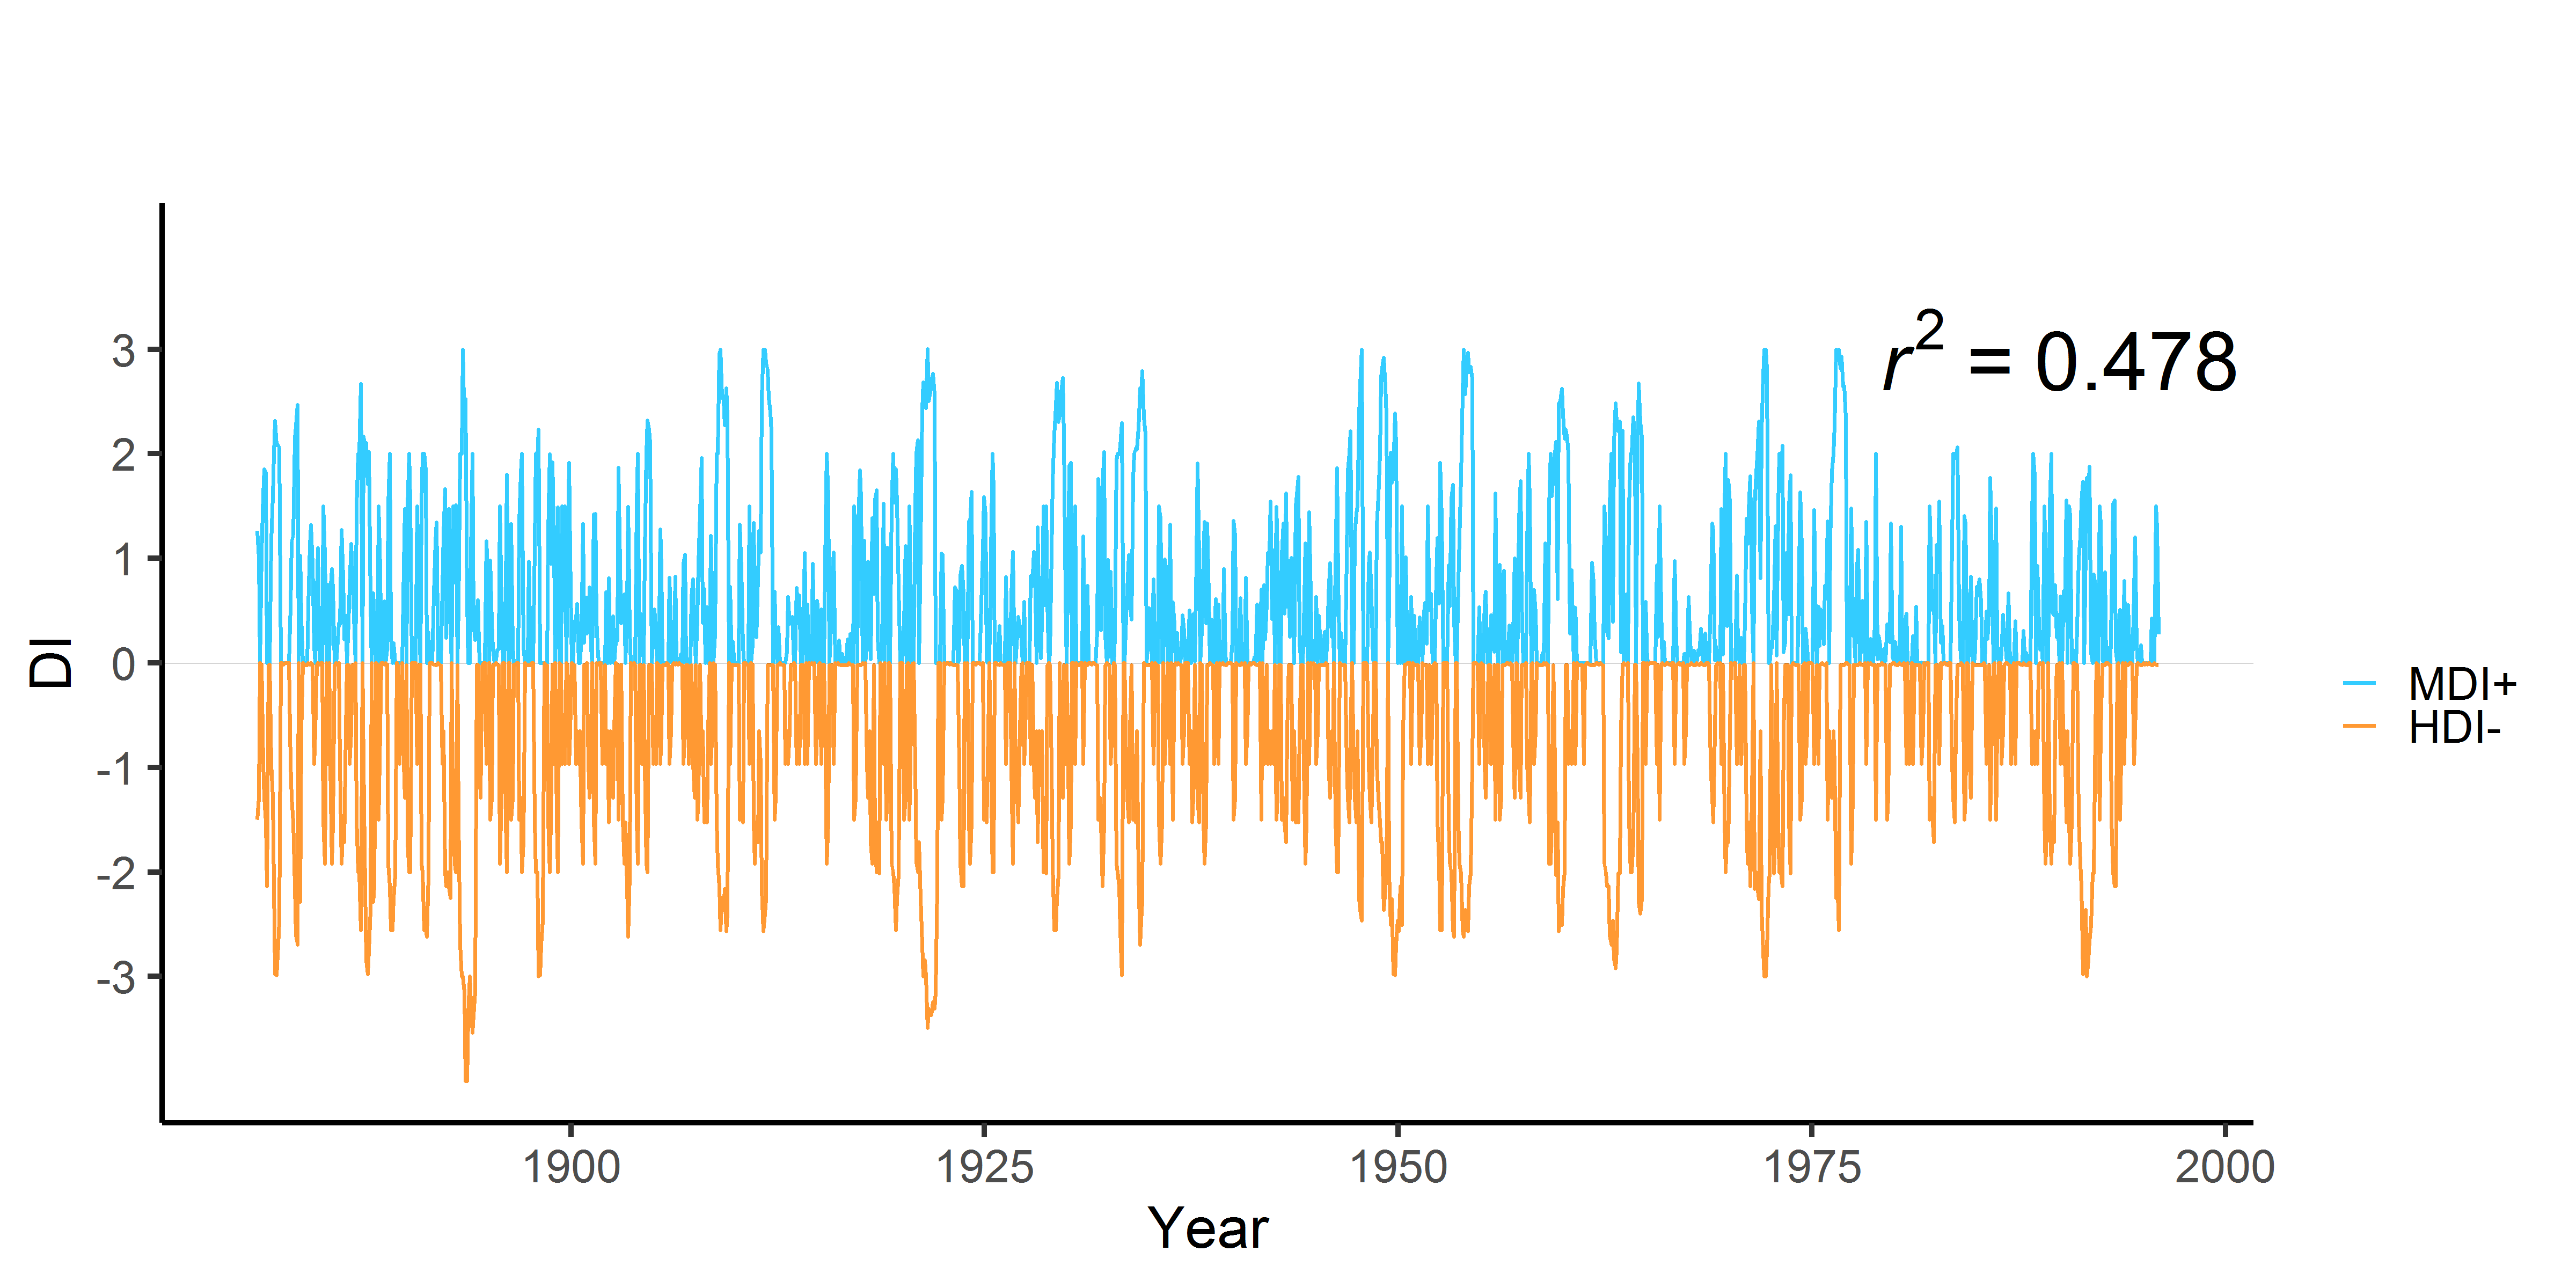 r² = 0.478
3
2
1
0
-1
-2
-3
DI
1900 1925 1950 1975 2000
Year
MDI+
HDI-